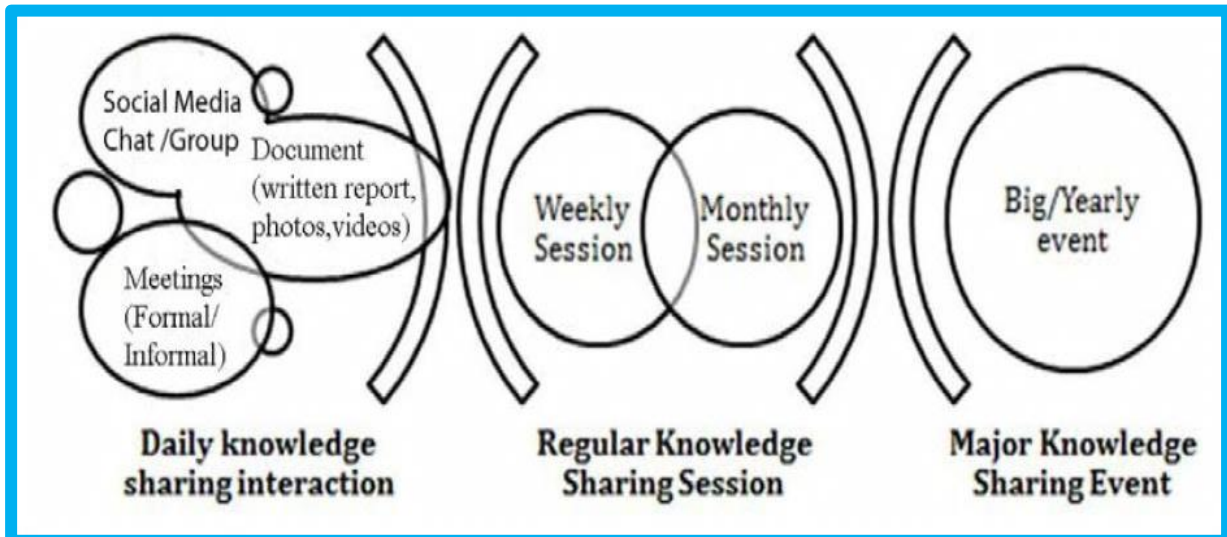 Social Media
Chat /Group
Document
(written report,
photos,videos)
Meetings
(Formal/
Informal)
Weekly
Session
Monthly
Session
Big/Yearly
event
Daily knowledge
sharing interaction
Regular Knowledge
Sharing Session
Major Knowledge
Sharing Event